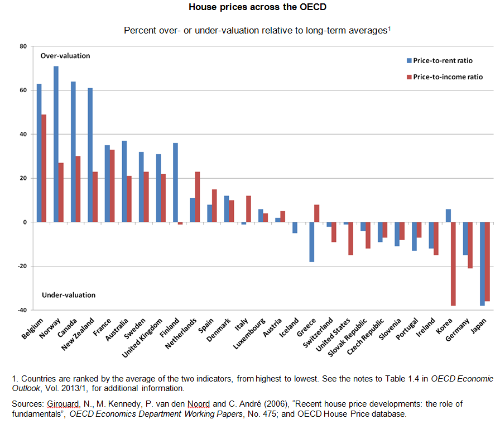 House prices across the OECD
Percent over- or under-valuation relative to long-term averages1
80
Over-valuation
Price-to-rent ratio
Price-to-income ratio
60
40
20
0
-20
Under-valuation
-40
Belgium
Norway
Canada
New Zealand
France
Australia
Sweden
United Kingdom
Finland
Netherlands
Spain
Denmark
Italy
Luxembourg
Austria
Iceland
Greece
Switzerland
United States
Slovak Republic
Czech Republic
Slovenia
Portugal
Ireland
Korea
Germany
Japan
1. Countries are ranked by the average of the two indicators, from highest to lowest. See the notes to Table 1.4 in OECD Economic
Outlook, Vol. 2013/1, for additional information.
Sources: Girouard, N., M. Kennedy, P. van den Noord and C. André (2006), "Recent house price developments: the role of
fundamentals", OECD Economics Department Working Papers, No. 475; and OECD House Price database.